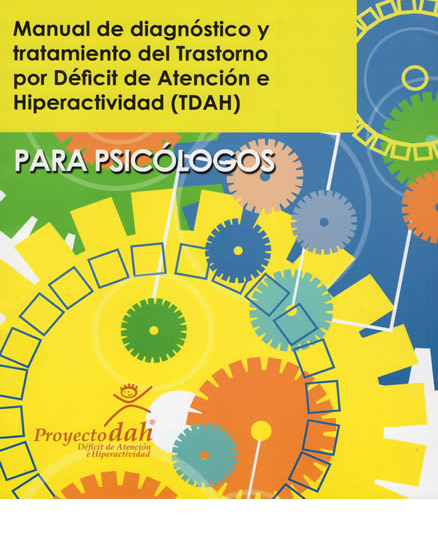 Manual de diagnóstico y
tratamiento del Trastorno
por Déficit de Atención e
Hiperactividad (TDAH)
PARA PSICÓLOGOS
Proyectodah®
Déficit de Atención
e Hiperactividad